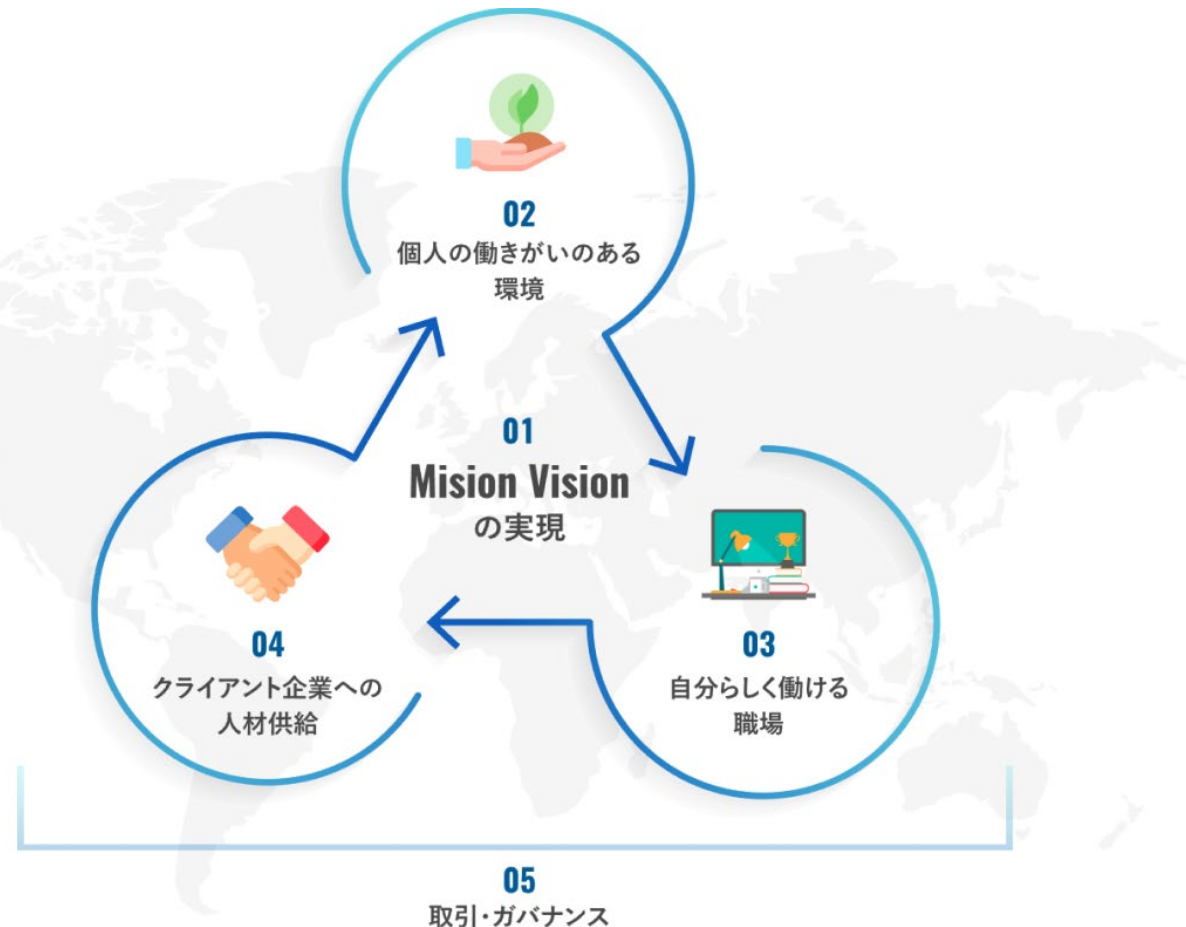 02
個人の働きがいのある
環境
01
Mision Vision
の実現
04
クライアント企業への
人材供給
03
自分らしく働ける
職場
05
取引・ガバナンス